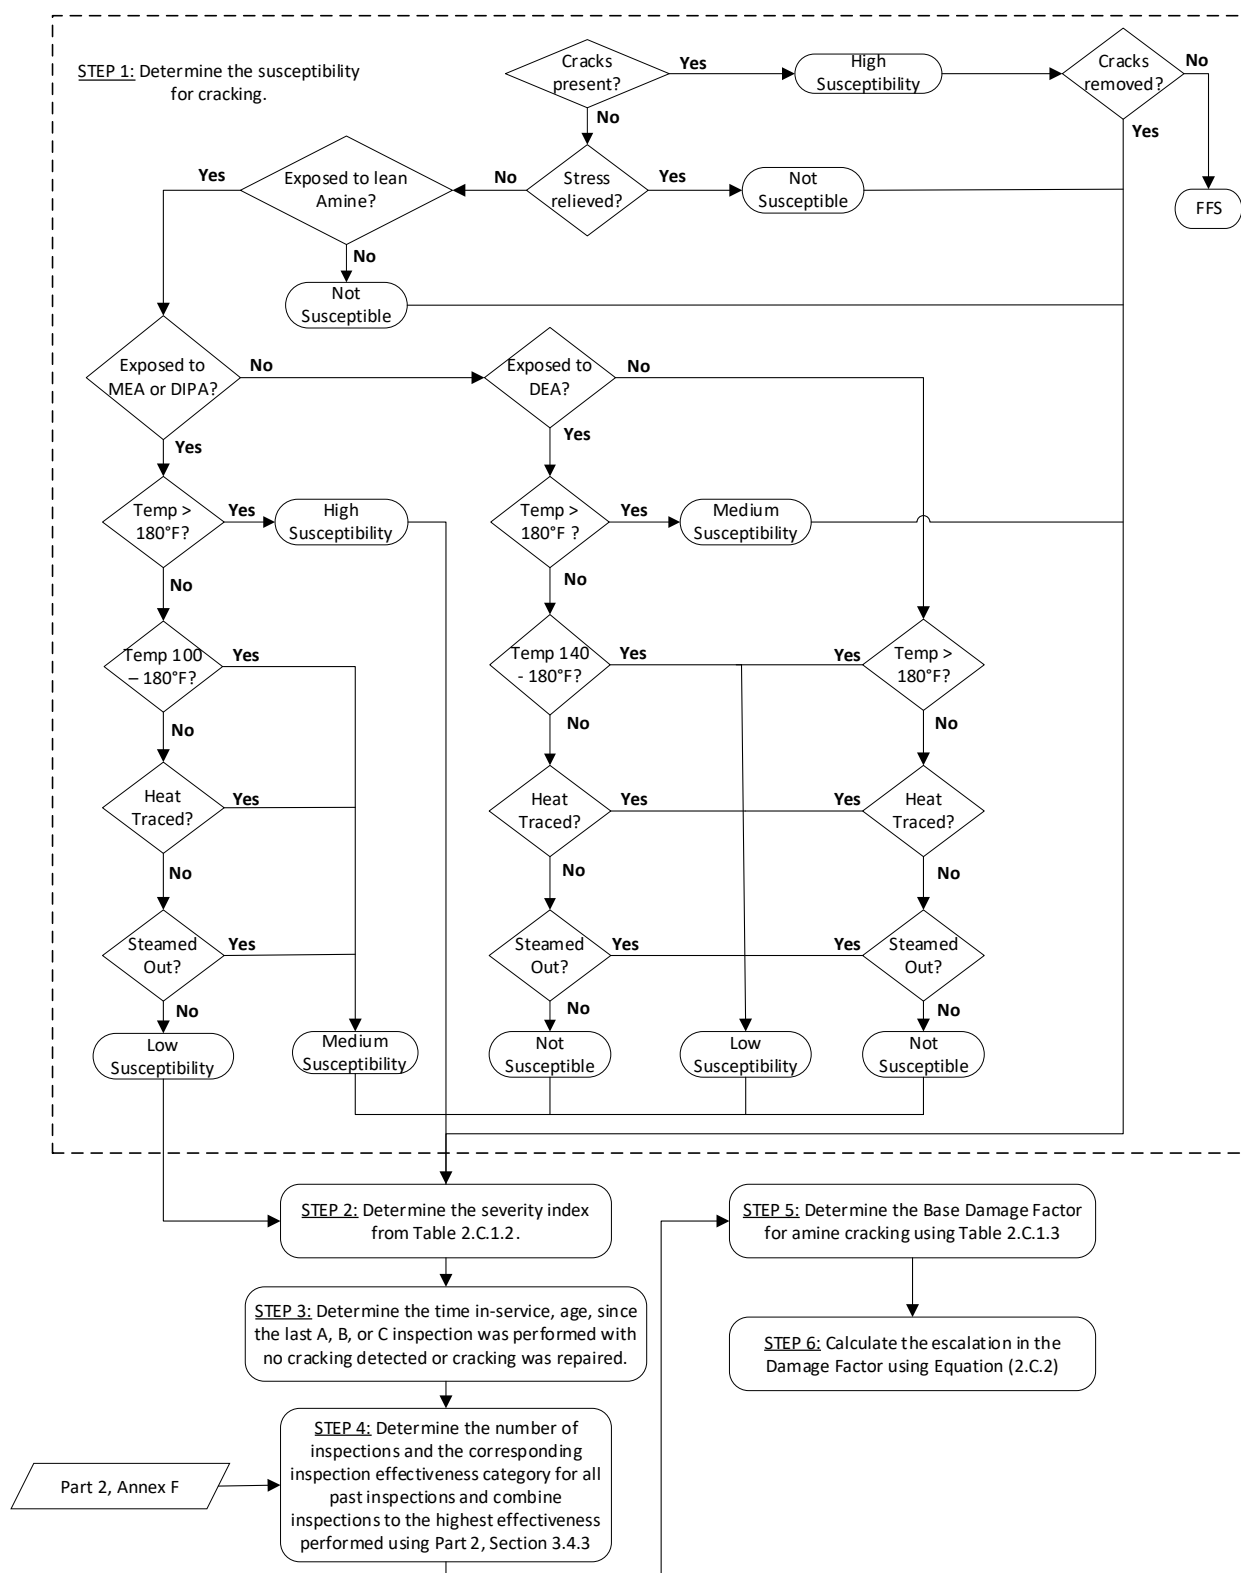 STEP 1: Determine the susceptibility
for cracking.
Cracks
present?
Yes
High
Susceptibility
Cracks
removed?
No
No
Yes
Yes
Exposed to lean
Amine?
No
Stress
relieved?
Yes
Not
Susceptible
FFS
No
Not
Susceptible
Exposed to
MEA or DIPA?
No
Exposed to
DEA?
No
Yes
Yes
Temp >
180°F?
Yes
High
Susceptibility
Temp >
180°F ?
Yes
Medium
Susceptibility
No
No
Temp 100
– 180°F?
Yes
Temp 140
- 180°F?
Yes
Yes
Temp >
180°F?
No
No
No
Heat
Traced?
Yes
Heat
Traced?
Yes
Yes
Heat
Traced?
No
No
No
Steamed
Out?
Yes
Steamed
Out?
Yes
Yes
Steamed
Out?
No
No
No
Low
Susceptibility
Medium
Susceptibility
Not
Susceptible
Low
Susceptibility
Not
Susceptible
STEP 2: Determine the severity index
from Table 2.C.1.2.
STEP 3: Determine the time in-service, age, since
the last A, B, or C inspection was performed with
no cracking detected or cracking was repaired.
STEP 4: Determine the number of
inspections and the corresponding
inspection effectiveness category for all
past inspections and combine
inspections to the highest effectiveness
performed using Part 2, Section 3.4.3
Part 2, Annex F
STEP 5: Determine the Base Damage Factor
for amine cracking using Table 2.C.1.3
STEP 6: Calculate the escalation in the
Damage Factor using Equation (2.C.2)